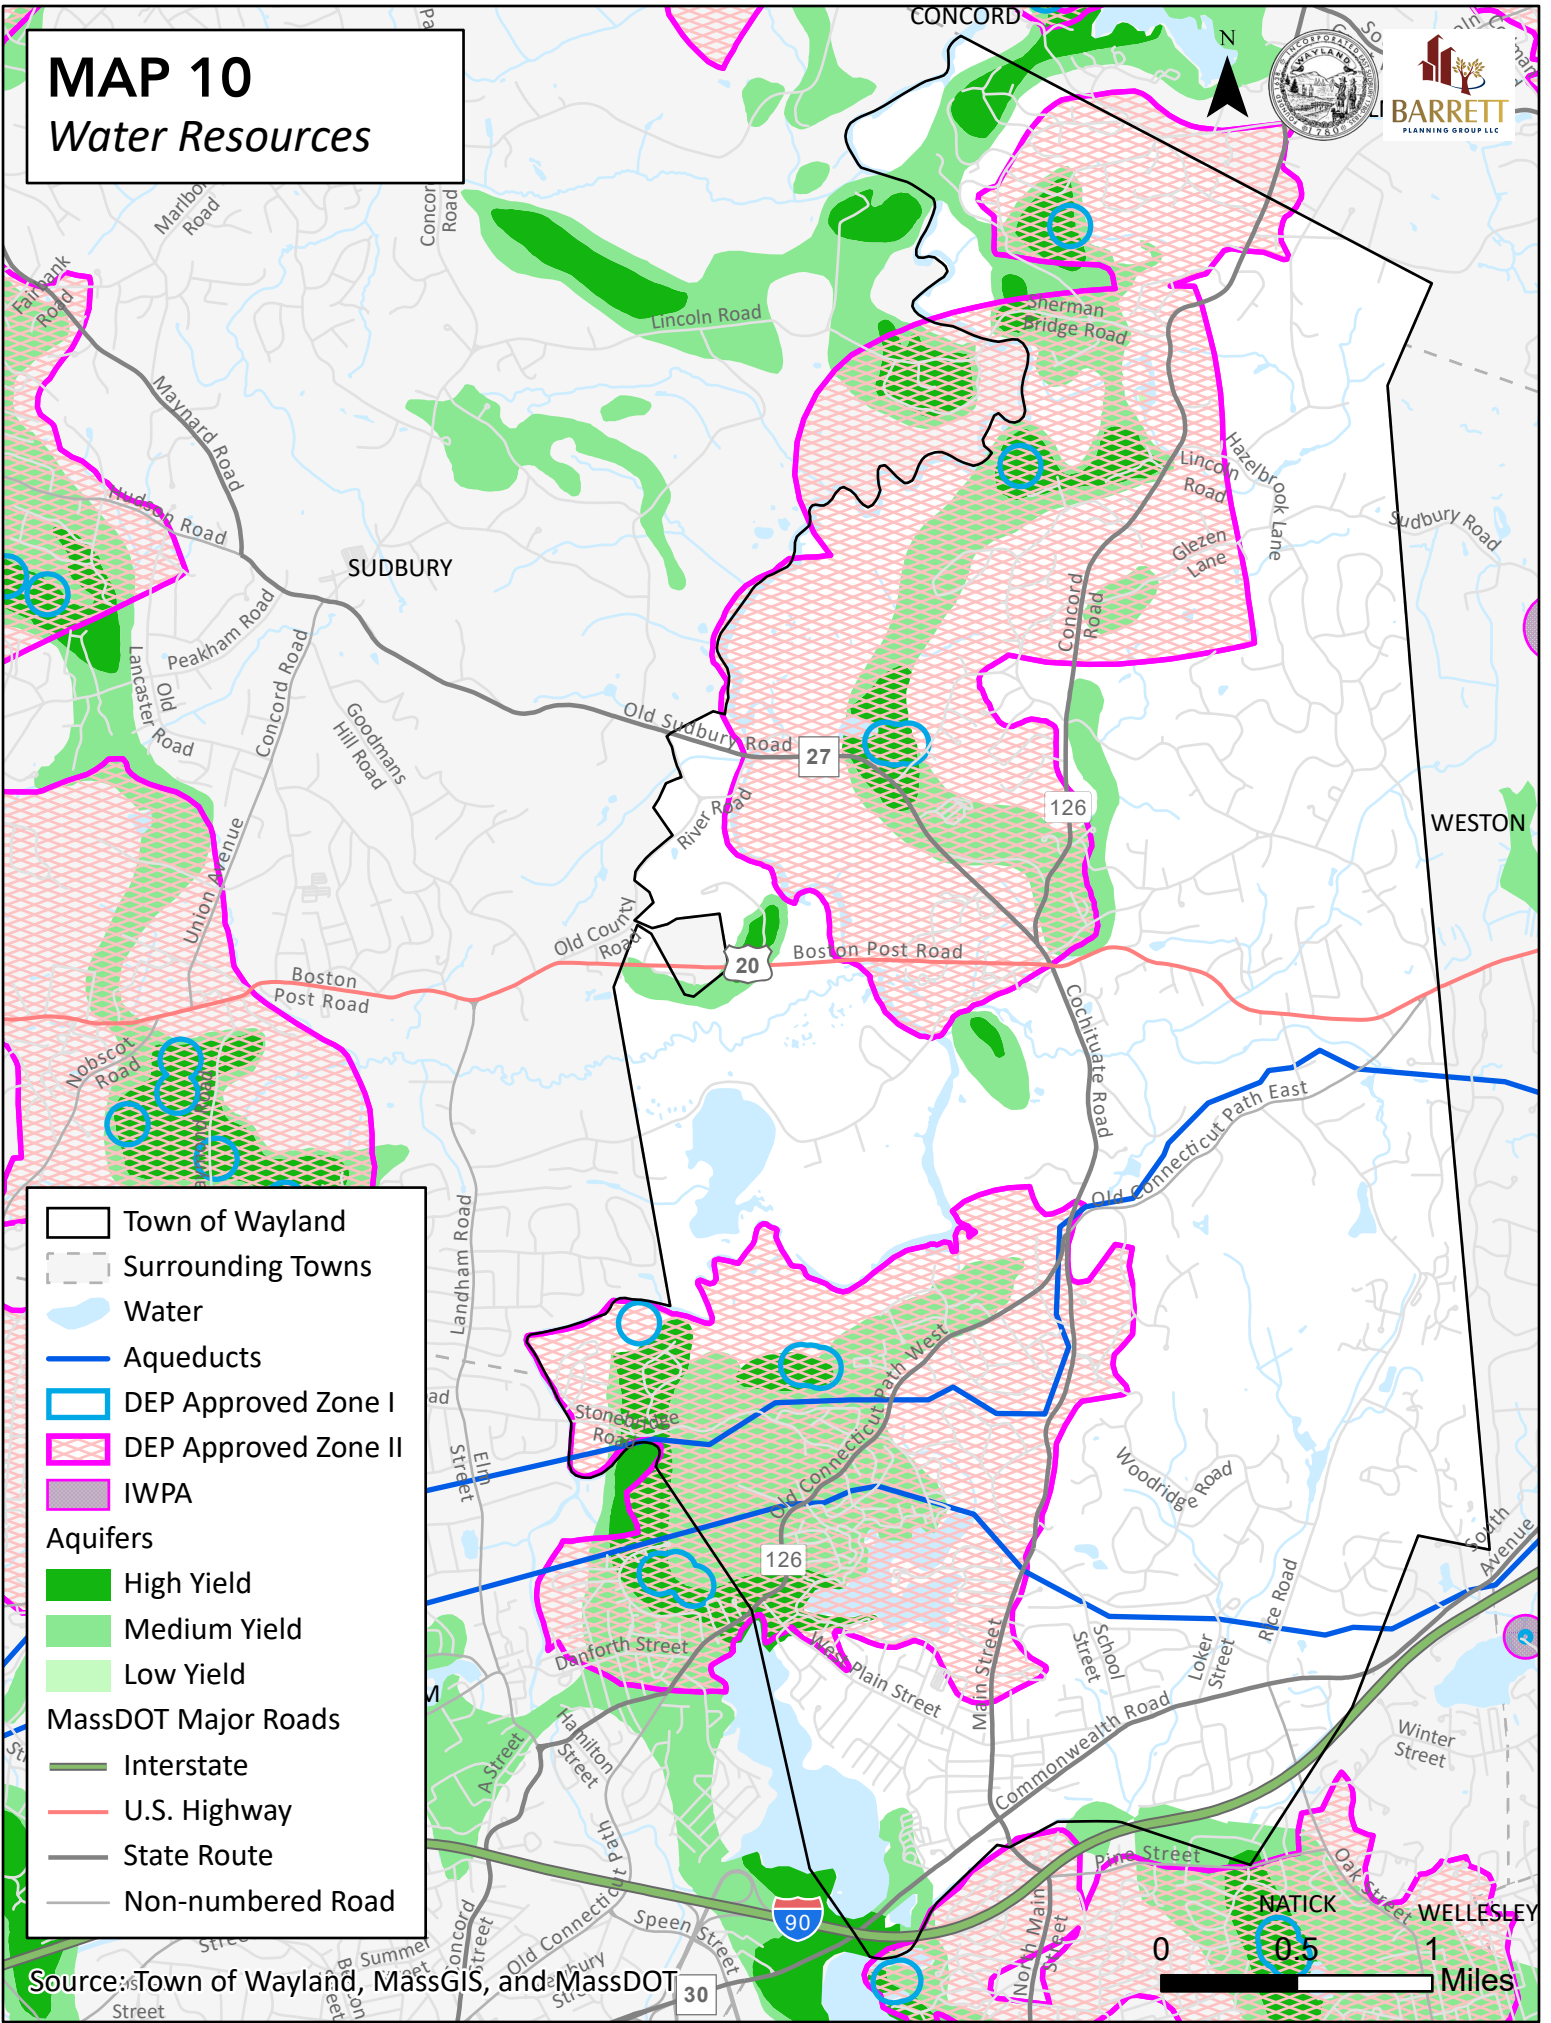 CONCORD
MAP 10
Water Resources
N
INCORPORATED
WAYLAND
1780
BARRETT
PLANNING GROUP LLC
Marlboro
Road
Concord
Road
Fairbank
Road
Lincoln Road
Sherman
Bridge Road
Maynard Road
Hudson Road
Lincoln
Road
Hazelbrook Lane
Sudbury Road
Glezen
Lane
SUDBURY
Concord
Road
Peakham Road
Old
Lancaster Road
Concord Road
Goodmans
Hill Road
Old Sudbury Road
27
River Road
126
WESTON
Union Avenue
Old County
Road
Boston
Post Road
20
Boston Post Road
Nobscot
Road
Cochituate Road
Old Connecticut Path East
Landham Road
Town of Wayland
Surrounding Towns
Water
Aqueducts
DEP Approved Zone I
DEP Approved Zone II
IWPA
Aquifers
High Yield
Medium Yield
Low Yield
MassDOT Major Roads
Interstate
U.S. Highway
State Route
Non-numbered Road
Stonebridge
Road
Old Connecticut Path West
Elm
Street
Woodridge Road
South
Avenue
126
Danforth Street
West Plain Street
Main Street
School
Street
Loker
Street
Rice Road
Hamilton
Street
A Street
Commonwealth Road
Winter
Street
Pine Street
Oak Street
NATICK
WELLESLEY
90
Speen Street
Old Connecticut Path
Concord
Street
Summer
Street
North Main
Street
30
Street
0 0.5 1
Miles
Source: Town of Wayland, MassGIS, and MassDOT